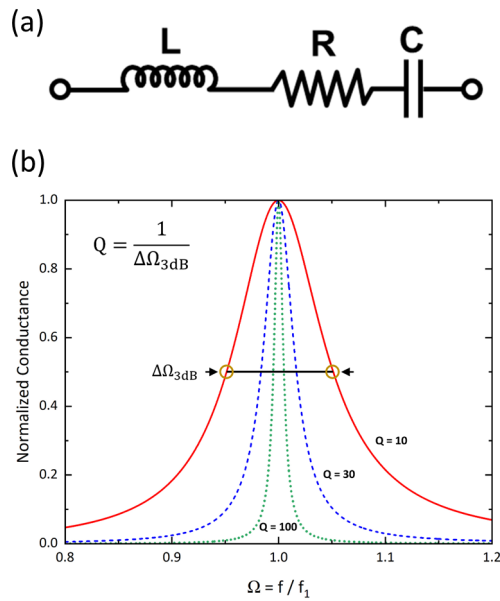 (a)
L
R
C
(b)
Normalized Conductance
1.0
0.8
0.6
0.4
0.2
0.0
Q = 1 / ΔΩ3dB
ΔΩ3dB
Q = 10
Q = 30
Q = 100
0.8
0.9
1.0
1.1
1.2
Ω = f / f1